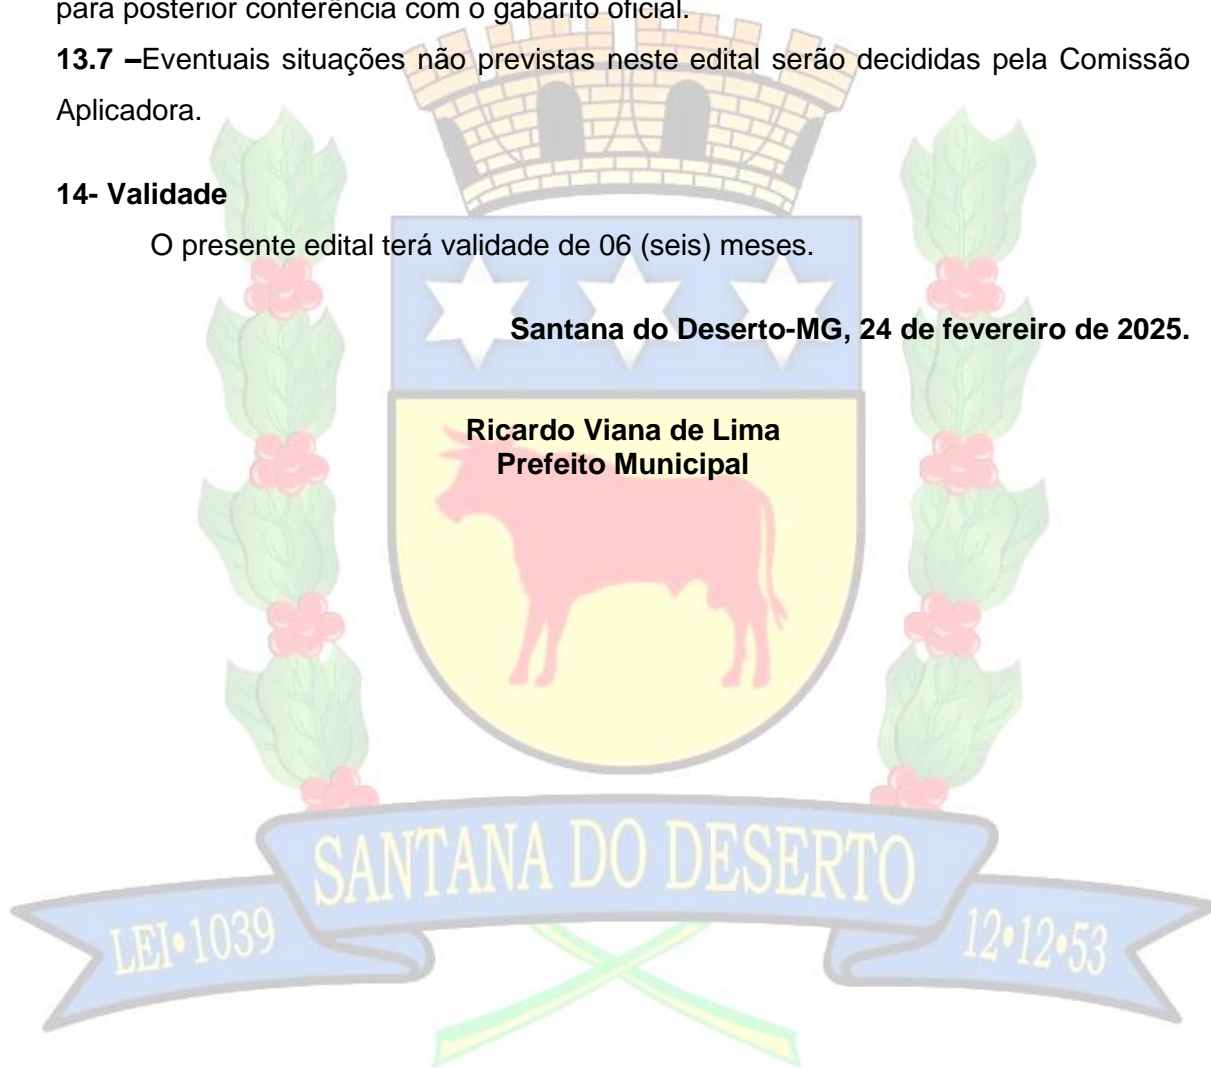 para posterior conferência com o gabarito oficial.
13.7 –Eventuais situações não previstas neste edital serão decididas pela Comissão
Aplicadora.
14- Validade
O presente edital terá validade de 06 (seis) meses.
Santana do Deserto-MG, 24 de fevereiro de 2025.
Ricardo Viana de Lima
Prefeito Municipal
SANTANA DO DESERTO
LEI•1039
12•12•53